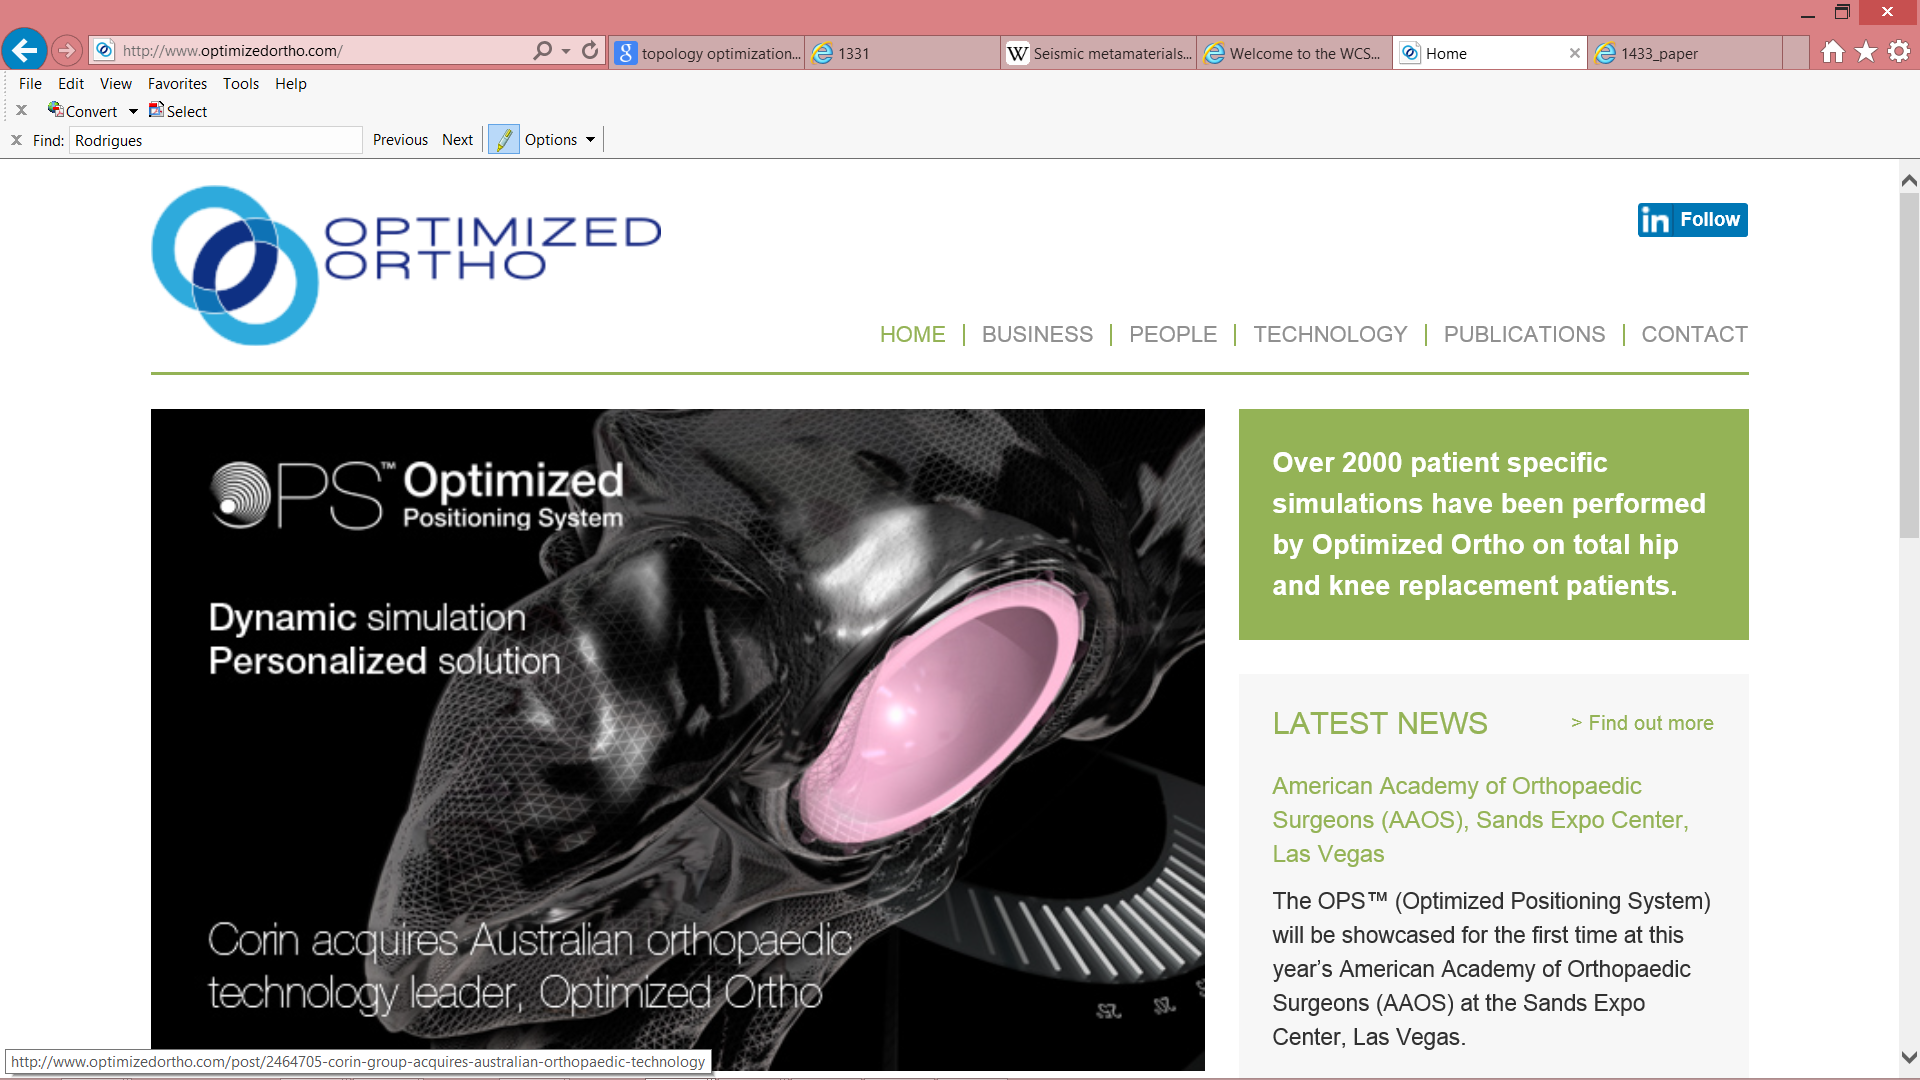 http://www.optimizedortho.com/
topology optimization...
1331
Seismic metamaterials...
Welcome to the WCS...
Home
1433_paper
File Edit View Favorites Tools Help
Convert Select
Find: Rodrigues Previous Next Options
OPTIMIZED
ORTHO
in Follow
HOME | BUSINESS | PEOPLE | TECHNOLOGY | PUBLICATIONS | CONTACT
OPS™ Optimized
Positioning System
Dynamic simulation
Personalized solution
Corin acquires Australian orthopaedic
technology leader, Optimized Ortho
25
20
Over 2000 patient specific
simulations have been performed
by Optimized Ortho on total hip
and knee replacement patients.
LATEST NEWS > Find out more
American Academy of Orthopaedic
Surgeons (AAOS), Sands Expo Center,
Las Vegas
The OPS™ (Optimized Positioning System)
will be showcased for the first time at this
year’s American Academy of Orthopaedic
Surgeons (AAOS) at the Sands Expo
Center, Las Vegas.
http://www.optimizedortho.com/post/2464705-corin-group-acquires-australian-orthopaedic-technology